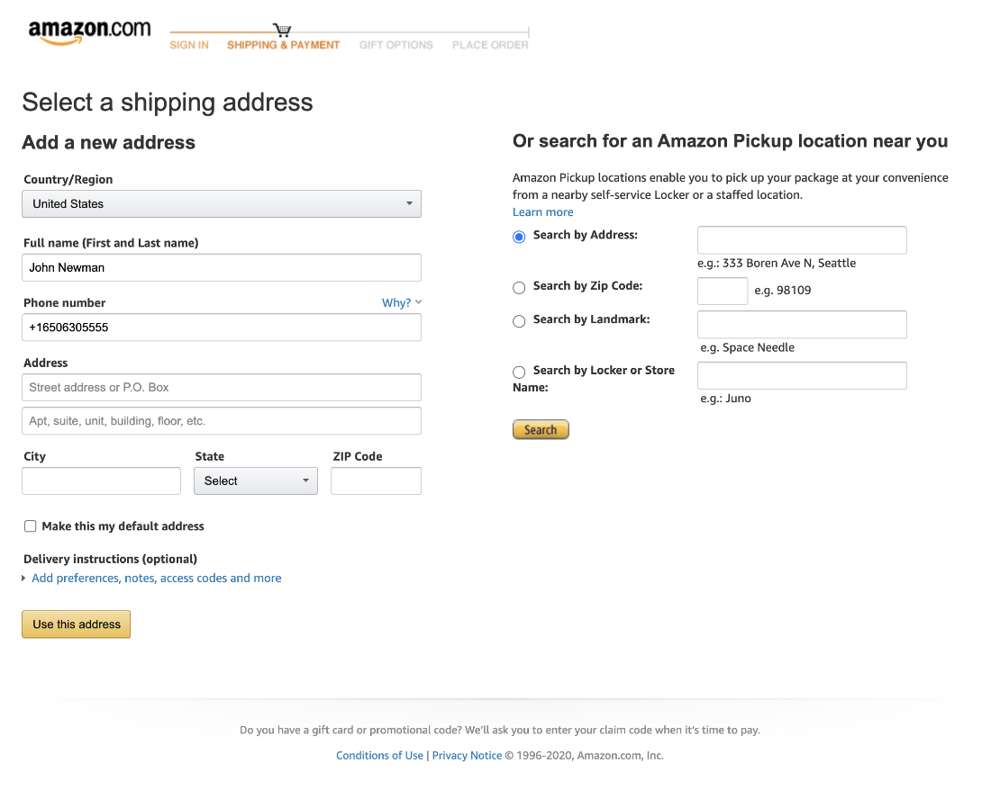 amazon.com
SIGN IN SHIPPING & PAYMENT GIFT OPTIONS PLACE ORDER
Select a shipping address
Add a new address
Country/Region
United States
Full name (First and Last name)
John Newman
Phone number Why?
+16506305555
Address
Street address or P.O. Box
Apt, suite, unit, building, floor, etc.
City State ZIP Code
Select
Make this my default address
Delivery instructions (optional)
Add preferences, notes, access codes and more
Use this address
Or search for an Amazon Pickup location near you
Amazon Pickup locations enable you to pick up your package at your convenience
from a nearby self-service Locker or a staffed location.
Learn more
Search by Address:
e.g.: 333 Boren Ave N, Seattle
Search by Zip Code: e.g. 98109
Search by Landmark:
e.g. Space Needle
Search by Locker or Store
Name:
e.g.: Juno
Search
Do you have a gift card or promotional code? We'll ask you to enter your claim code when it's time to pay.
Conditions of Use | Privacy Notice © 1996-2020, Amazon.com, Inc.